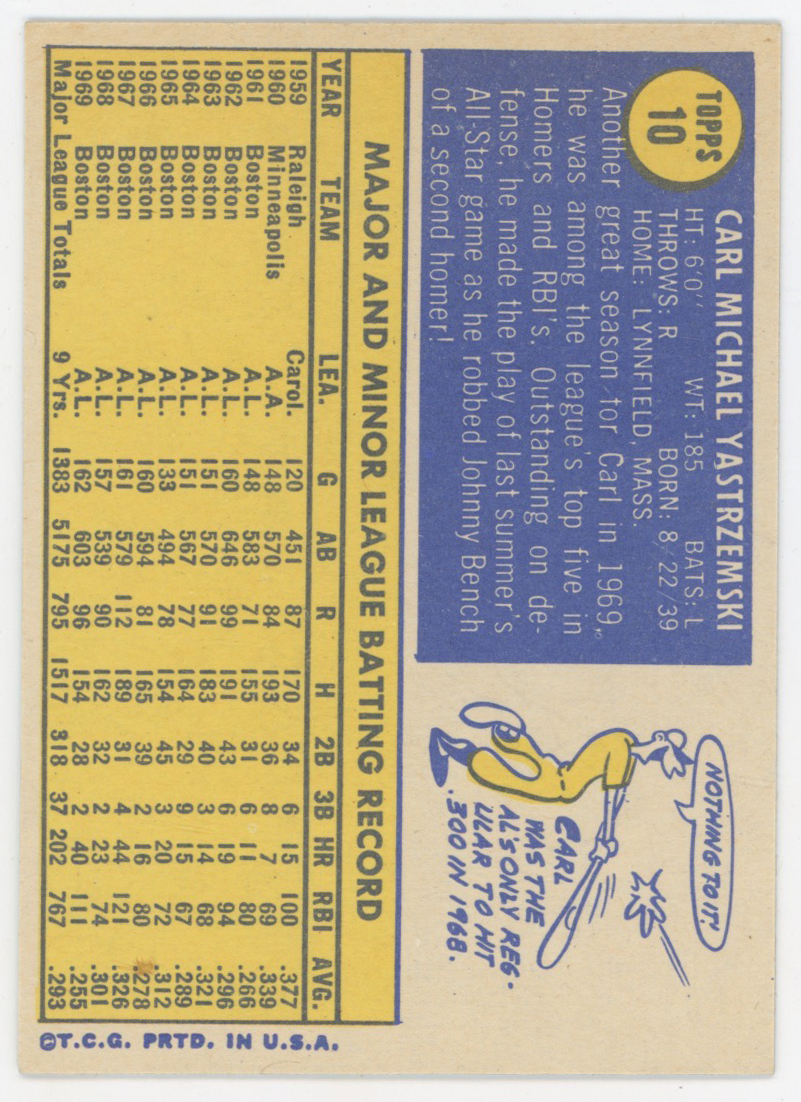 TOPPS
10
CARL MICHAEL YASTRZEMSKI
HT: 6'0" WT: 185 BATS: L
THROWS: R BORN: 8/22/39
HOME: LYNNFIELD, MASS.
Another great season for Carl in 1969,
he was among the league's top five in
Homers and RBI's. Outstanding on de-
fense, he made the play of last summer's
All-Star game as he robbed Johnny Bench
of a second homer!
NOTHING TO IT!
CARL
WAS THE
AL'S ONLY REG-
ULAR TO HIT
.300 IN 1968.
MAJOR AND MINOR LEAGUE BATTING RECORD
YEAR TEAM LEA. G AB R H 2B 3B HR RBI AVG.
1959 Raleigh Carol. 120 451 87 170 34 6 15 100 .377
1960 Minneapolis A.A. 148 570 84 193 36 8 7 69 .339
1961 Boston A.L. 148 583 71 155 31 6 11 80 .266
1962 Boston A.L. 160 646 99 191 43 6 19 94 .296
1963 Boston A.L. 151 570 91 183 40 3 14 68 .321
1964 Boston A.L. 151 567 77 164 29 9 15 67 .289
1965 Boston A.L. 133 494 78 154 45 3 20 72 .312
1966 Boston A.L. 160 594 81 165 39 2 16 80 .278
1967 Boston A.L. 161 579 112 189 31 4 44 121 .326
1968 Boston A.L. 157 539 90 162 32 2 23 74 .301
1969 Boston A.L. 162 603 96 154 28 2 40 111 .255
Major League Totals 9 Yrs. 1383 5175 795 1517 318 37 202 767 .293
©T.C.G. PRTD. IN U.S.A.